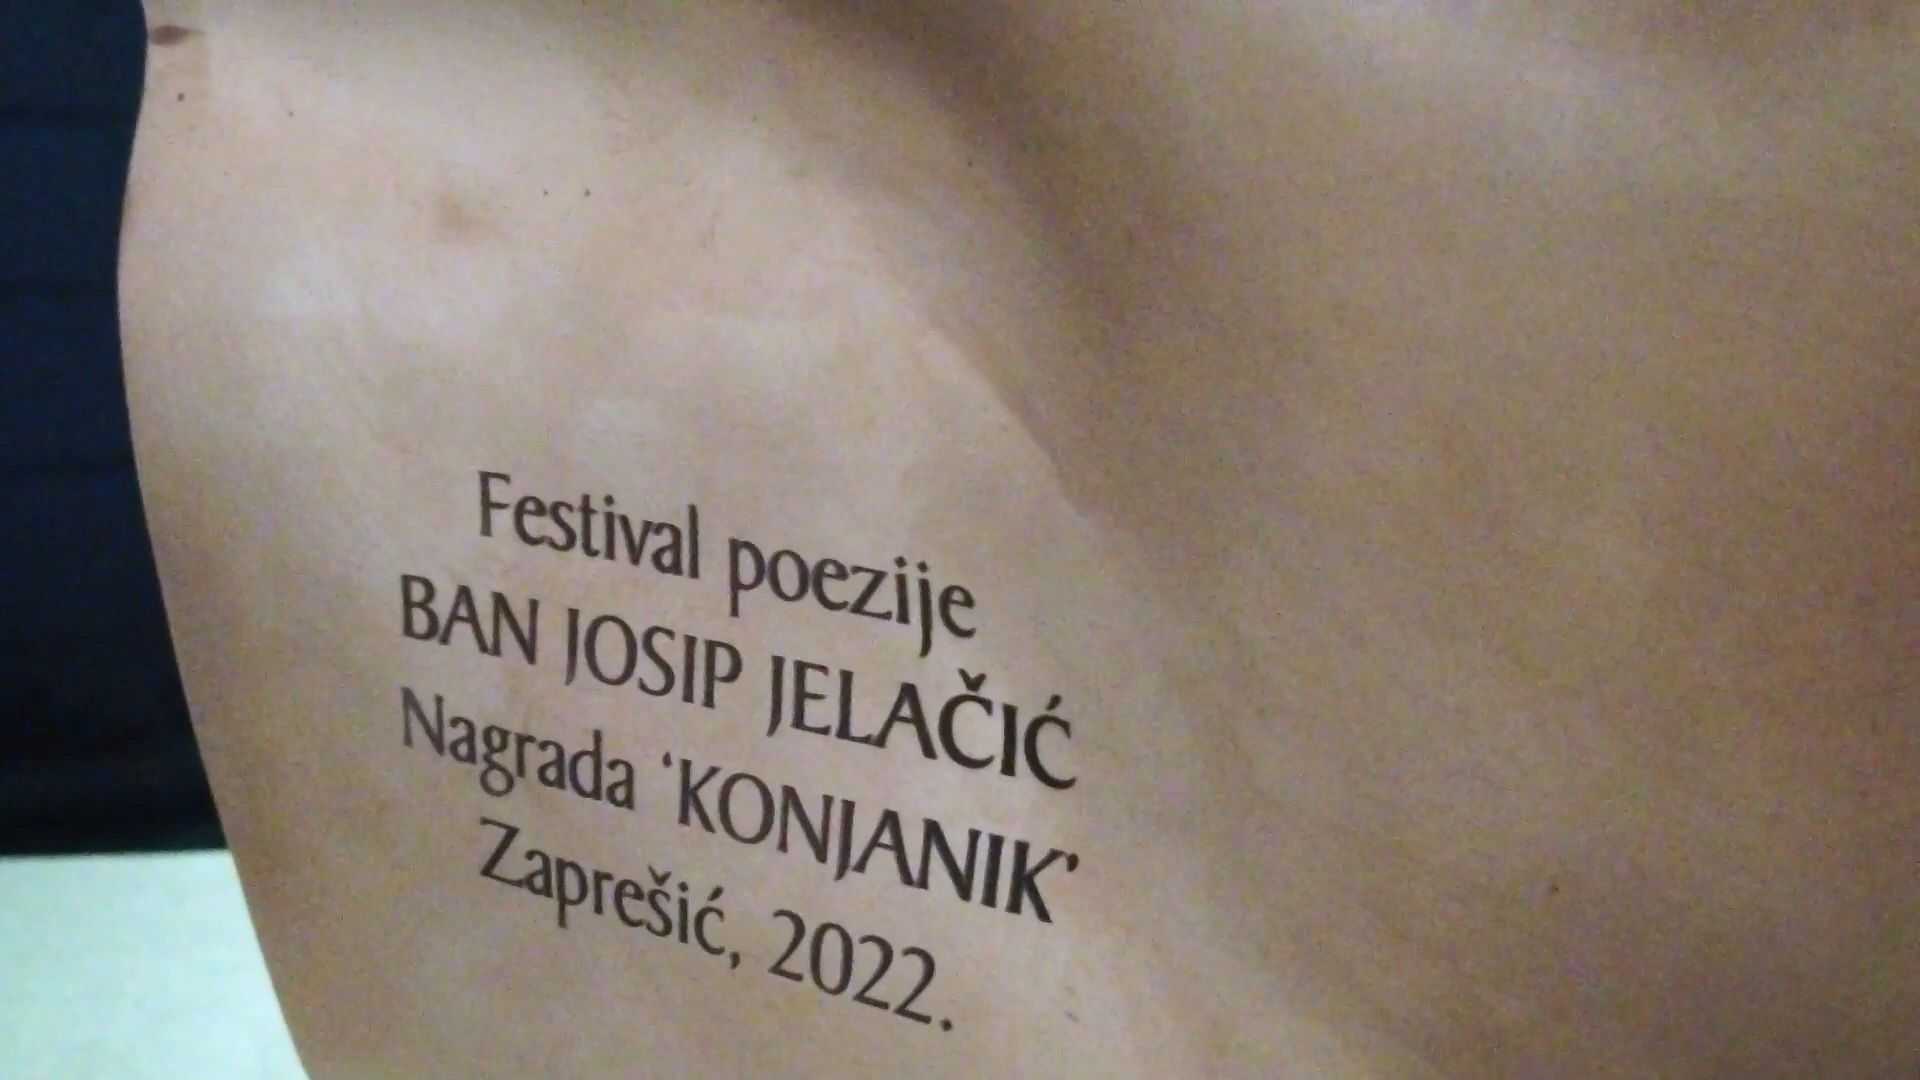 Festival poezije
BAN JOSIP JELAČIĆ
Nagrada ‘KONJANIK’
Zaprešić, 2022.